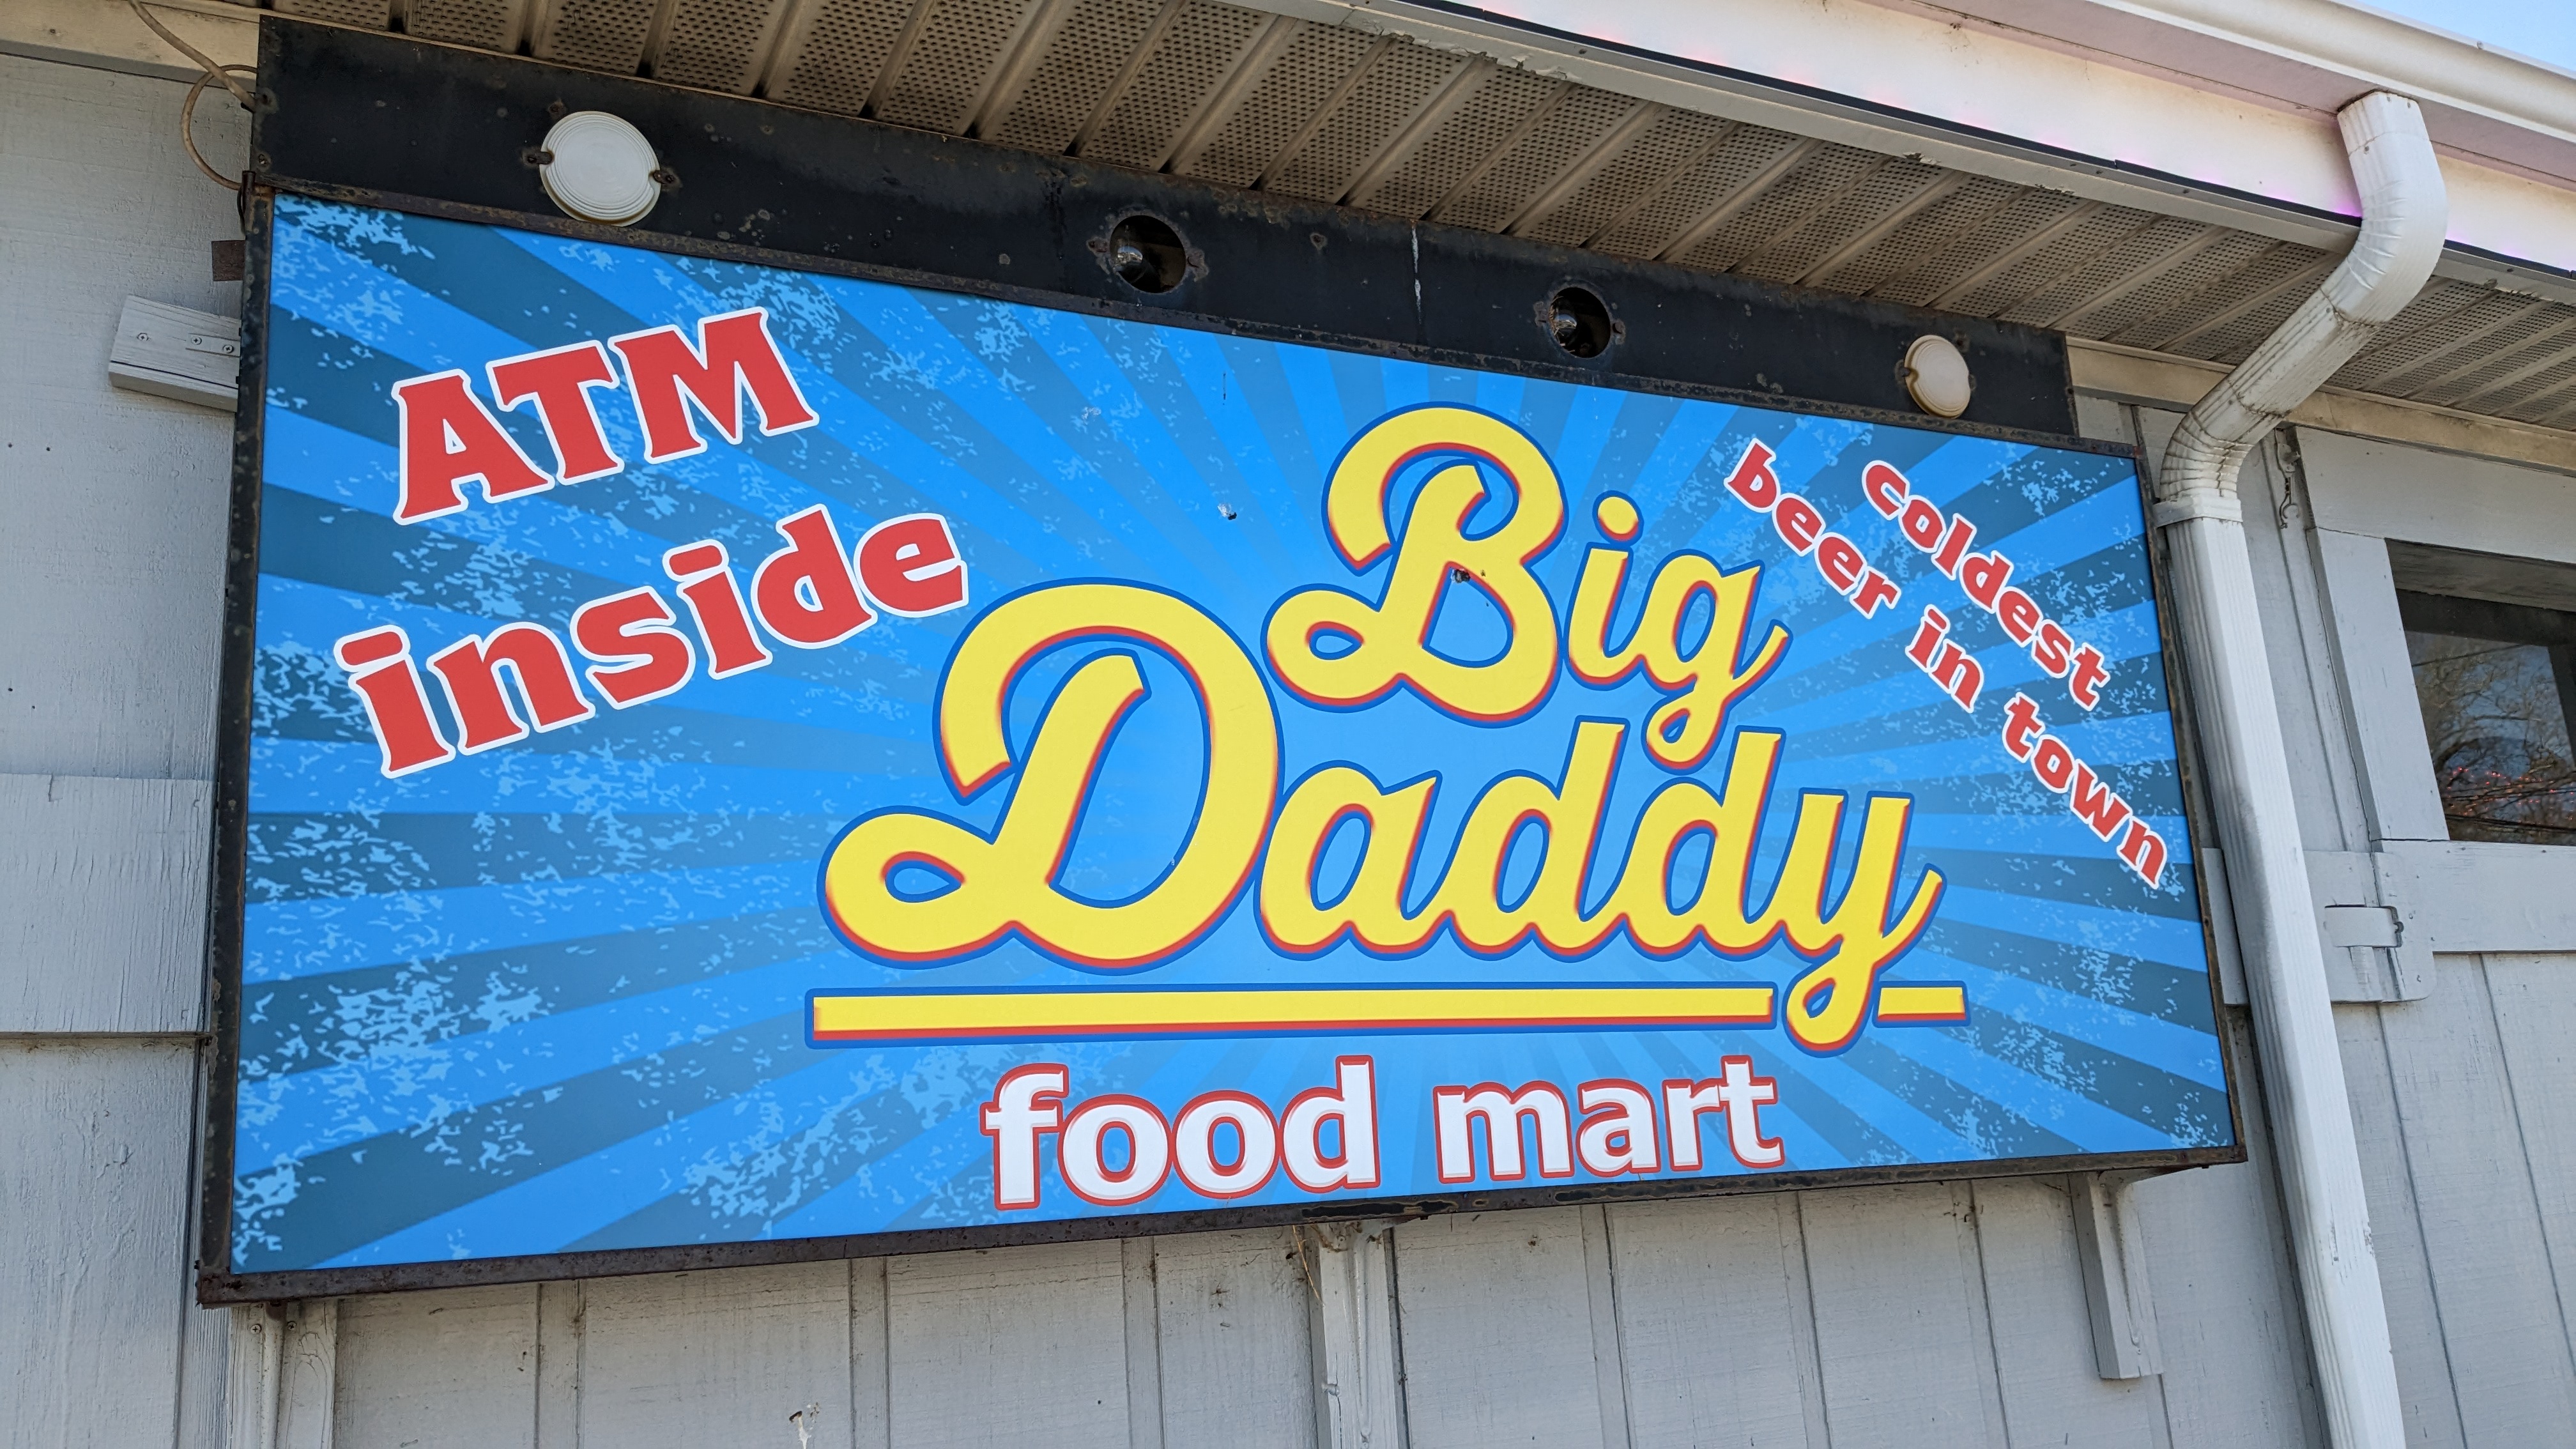 ATM
inside
Big
Daddy
food mart
coldest
beer in town